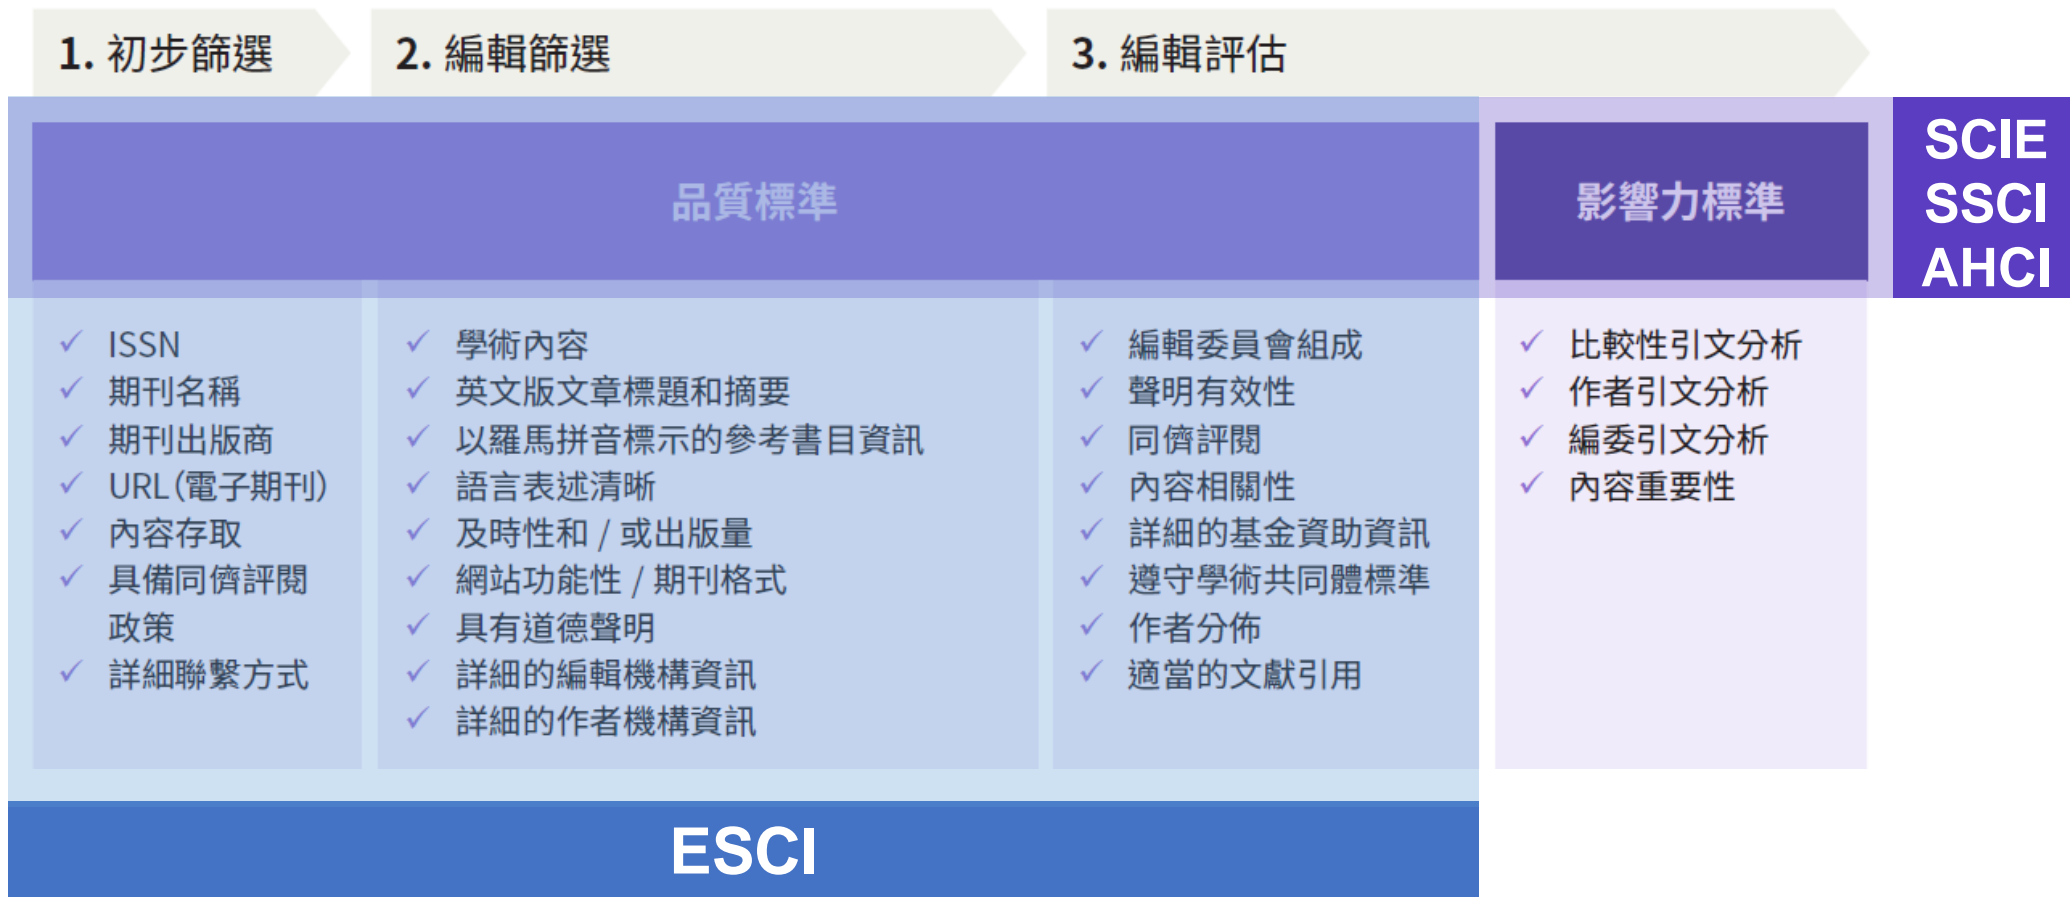 1. 初步篩選
2. 編輯篩選
3. 編輯評估
品質標準
影響力標準
SCIE
SSCI
AHCI
✓ ISSN
✓ 期刊名稱
✓ 期刊出版商
✓ URL(電子期刊)
✓ 內容存取
✓ 具備同儕評閱
政策
✓ 詳細聯繫方式
✓ 學術內容
✓ 英文版文章標題和摘要
✓ 以羅馬拼音標示的參考書目資訊
✓ 語言表述清晰
✓ 及時性和 / 或出版量
✓ 網站功能性 / 期刊格式
✓ 具有道德聲明
✓ 詳細的編輯機構資訊
✓ 詳細的作者機構資訊
✓ 編輯委員會組成
✓ 聲明有效性
✓ 同儕評閱
✓ 內容相關性
✓ 詳細的基金資助資訊
✓ 遵守學術共同體標準
✓ 作者分佈
✓ 適當的文獻引用
✓ 比較性引文分析
✓ 作者引文分析
✓ 編委引文分析
✓ 內容重要性
ESCI